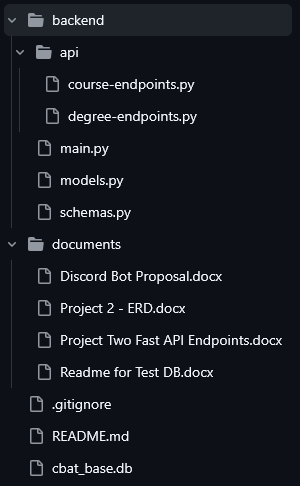 backend
api
course-endpoints.py
degree-endpoints.py
main.py
models.py
schemas.py
documents
Discord Bot Proposal.docx
Project 2 - ERD.docx
Project Two Fast API Endpoints.docx
Readme for Test DB.docx
.gitignore
README.md
cbat_base.db